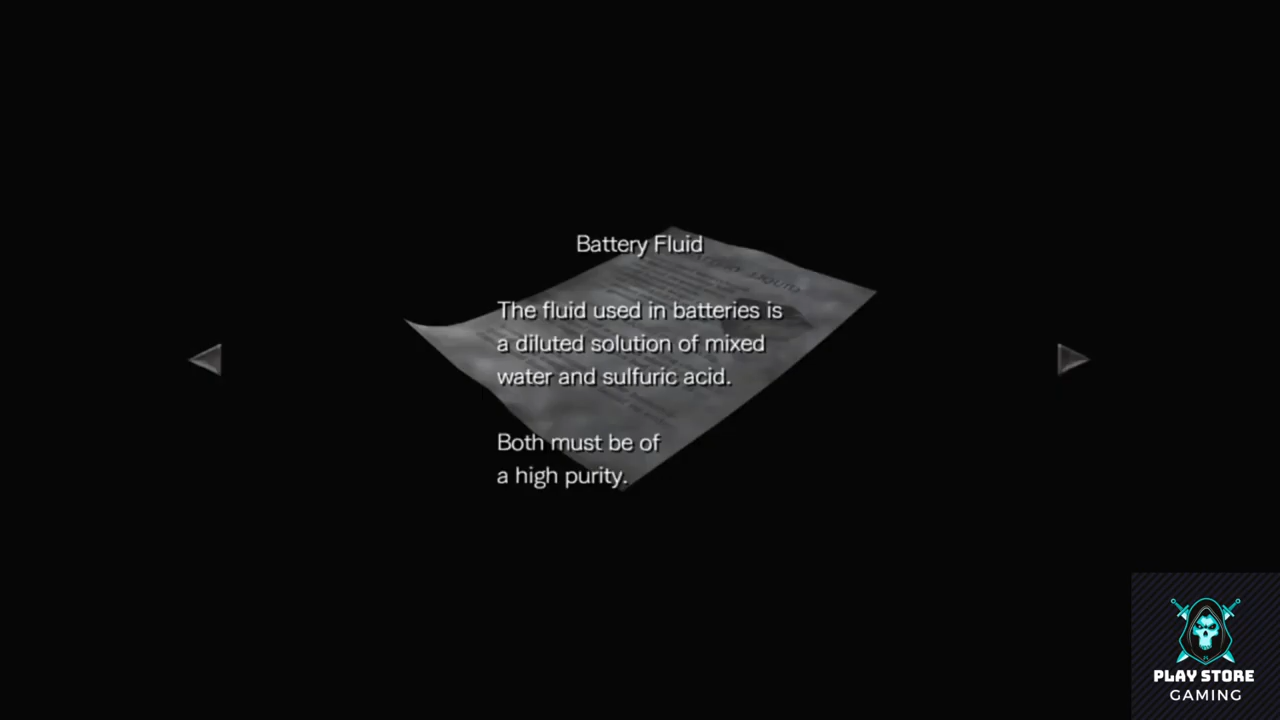 Battery Fluid
The fluid used in batteries is
a diluted solution of mixed
water and sulfuric acid.
Both must be of
a high purity.
PLAY STORE
GAMING